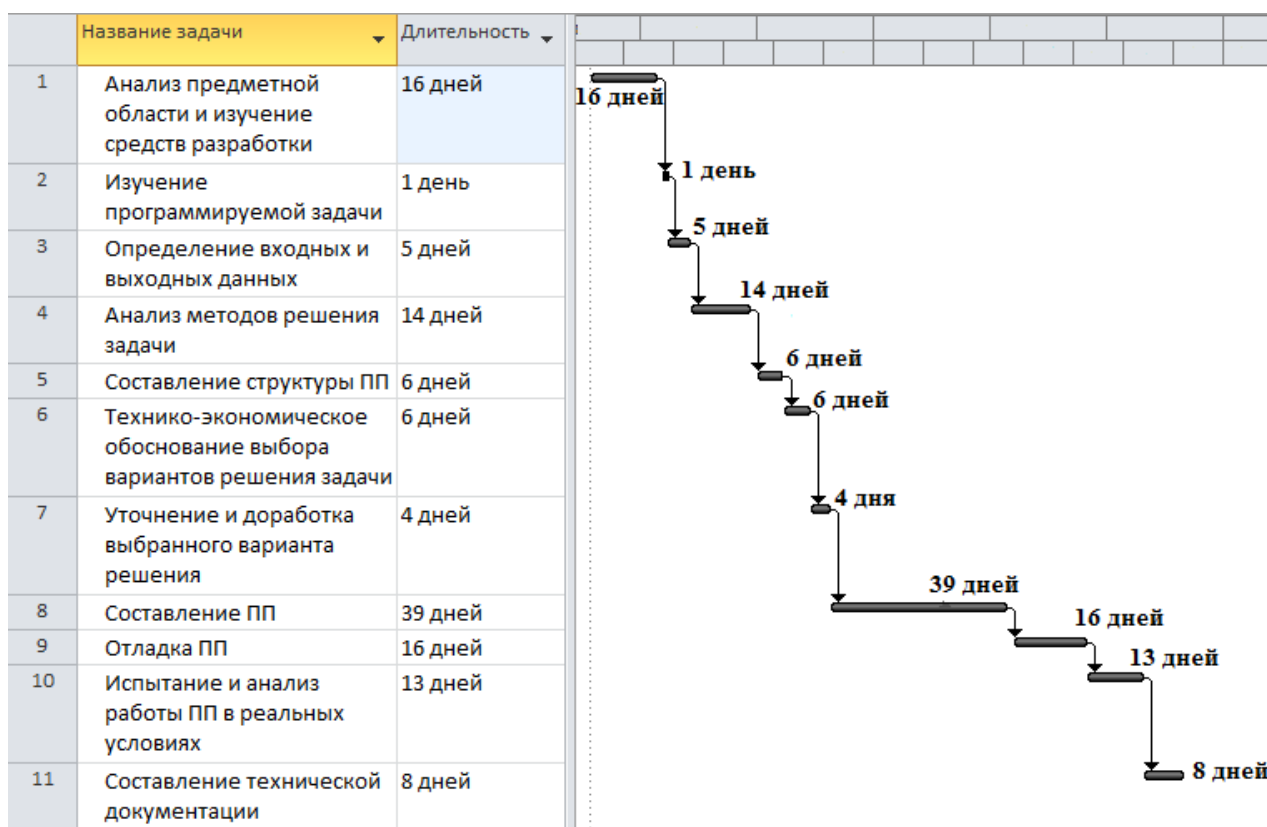 Название задачи
Длительность
1
Анализ предметной
области и изучение
средств разработки
16 дней
16 дней
2
Изучение
программируемой задачи
1 день
1 день
3
Определение входных и
выходных данных
5 дней
5 дней
4
Анализ методов решения
задачи
14 дней
14 дней
5
Составление структуры ПП
6 дней
6 дней
6
Технико-экономическое
обоснование выбора
вариантов решения задачи
6 дней
6 дней
7
Уточнение и доработка
выбранного варианта
решения
4 дней
4 дня
8
Составление ПП
39 дней
39 дней
9
Отладка ПП
16 дней
16 дней
10
Испытание и анализ
работы ПП в реальных
условиях
13 дней
13 дней
11
Составление технической
документации
8 дней
8 дней